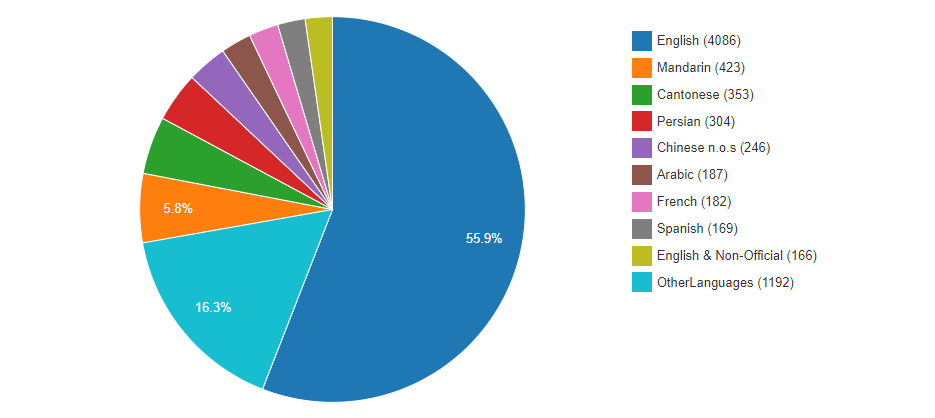 English (4086)
Mandarin (423)
Cantonese (353)
Persian (304)
Chinese n.o.s (246)
Arabic (187)
French (182)
Spanish (169)
English & Non-Official (166)
OtherLanguages (1192)
5.8%
55.9%
16.3%